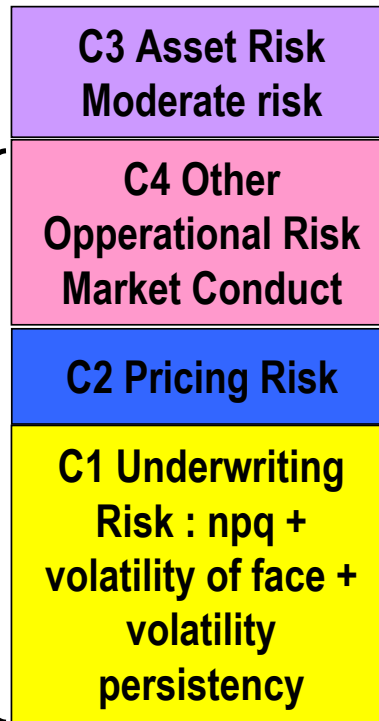 C3 Asset Risk
Moderate risk
C4 Other
Opperational Risk
Market Conduct
C2 Pricing Risk
C1 Underwriting
Risk : npq +
volatility of face +
volatility
persistency